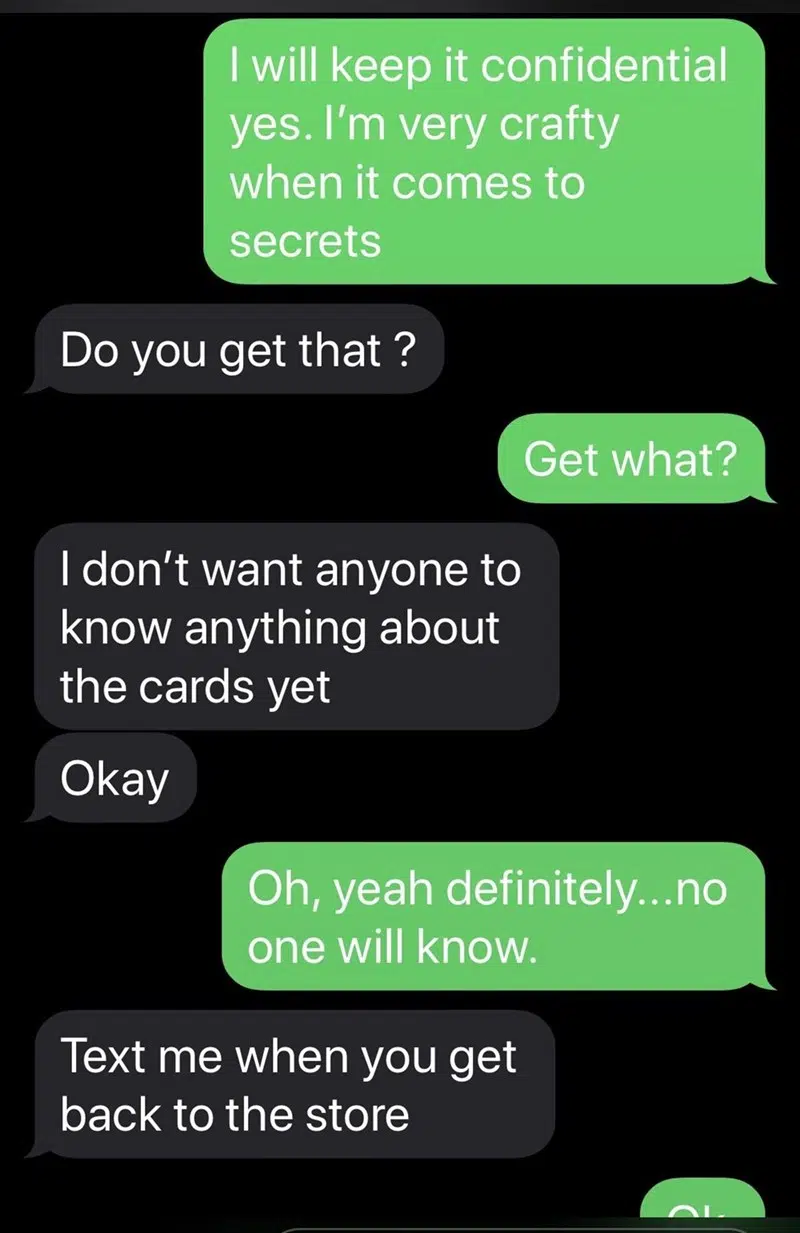 I will keep it confidential
yes. I’m very crafty
when it comes to
secrets
Do you get that ?
Get what?
I don’t want anyone to
know anything about
the cards yet
Okay
Oh, yeah definitely...no
one will know.
Text me when you get
back to the store